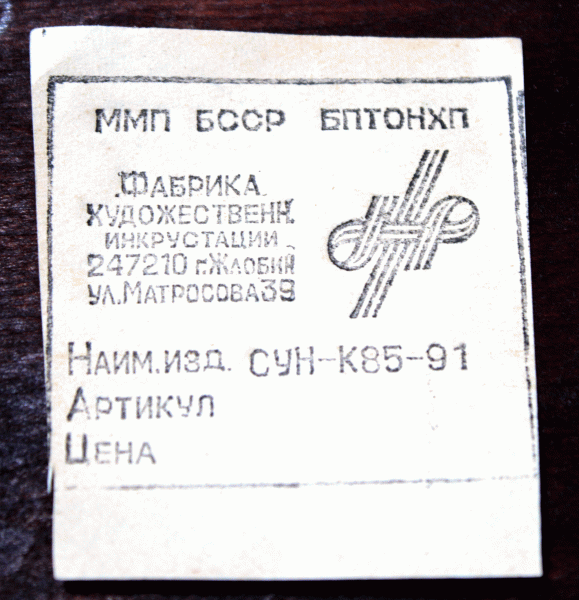 ММП БССР БПТОНХП
ФАБРИКА
ХУДОЖЕСТВЕНН.
ИНКРУСТАЦИИ
247210 Г.ЖЛОБИН
УЛ.МАТРОСОВА 39
НАИМ.ИЗД. СУН-К85-91
АРТИКУЛ
ЦЕНА